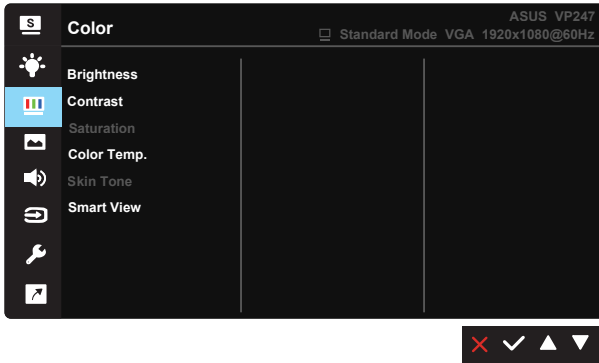 S
Color
ASUS VP247
Standard Mode VGA 1920x1080@60Hz
Brightness
Contrast
Saturation
Color Temp.
Skin Tone
Smart View